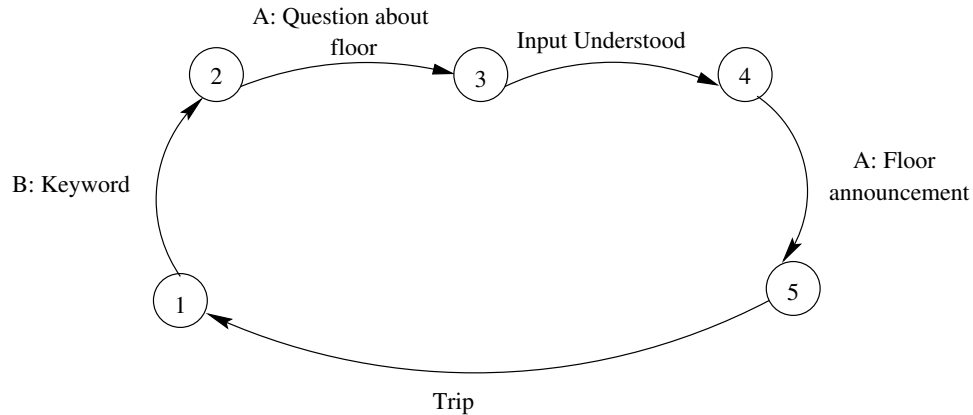 A: Question about
floor
Input Understood
2
3
4
B: Keyword
A: Floor
announcement
1
5
Trip